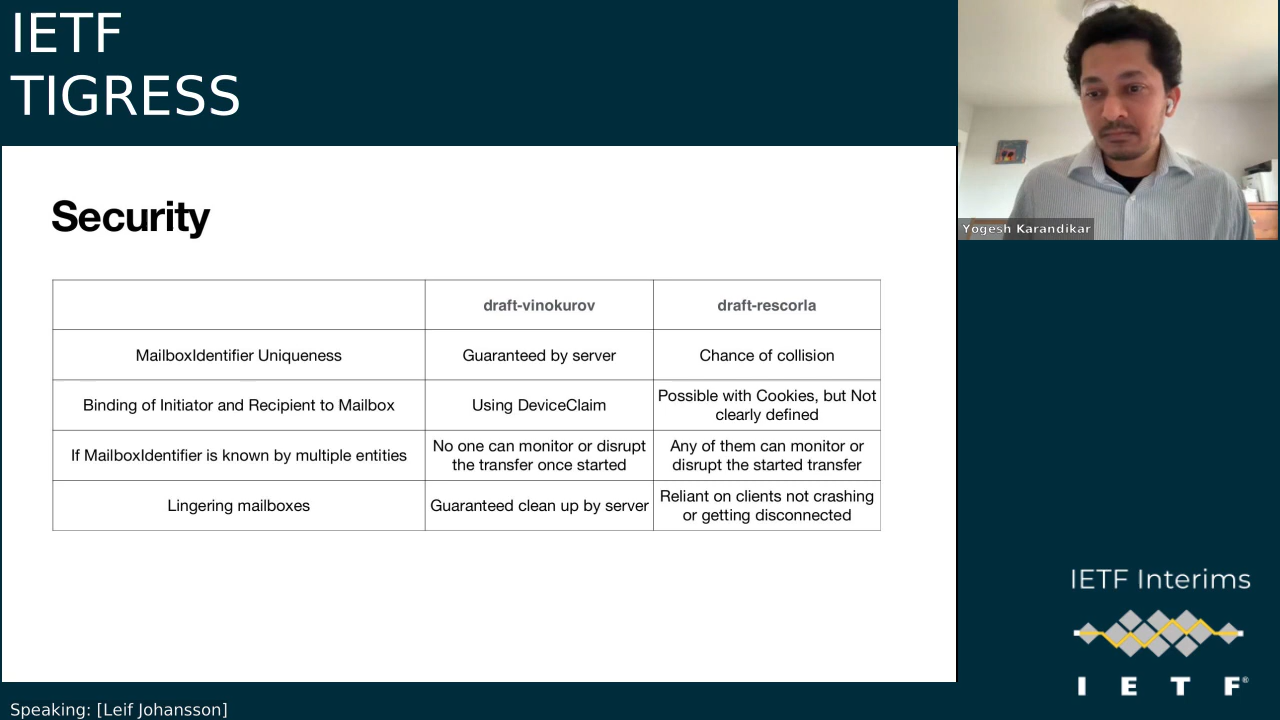 IETF
TIGRESS
Yogesh Karandikar
Security
draft-vinokurov
draft-rescorla
MailboxIdentifier Uniqueness
Guaranteed by server
Chance of collision
Binding of Initiator and Recipient to Mailbox
Using DeviceClaim
Possible with Cookies, but Not
clearly defined
If MailboxIdentifier is known by multiple entities
No one can monitor or disrupt
the transfer once started
Any of them can monitor or
disrupt the started transfer
Lingering mailboxes
Guaranteed clean up by server
Reliant on clients not crashing
or getting disconnected
IETF Interims
I E T F®
Speaking: [Leif Johansson]